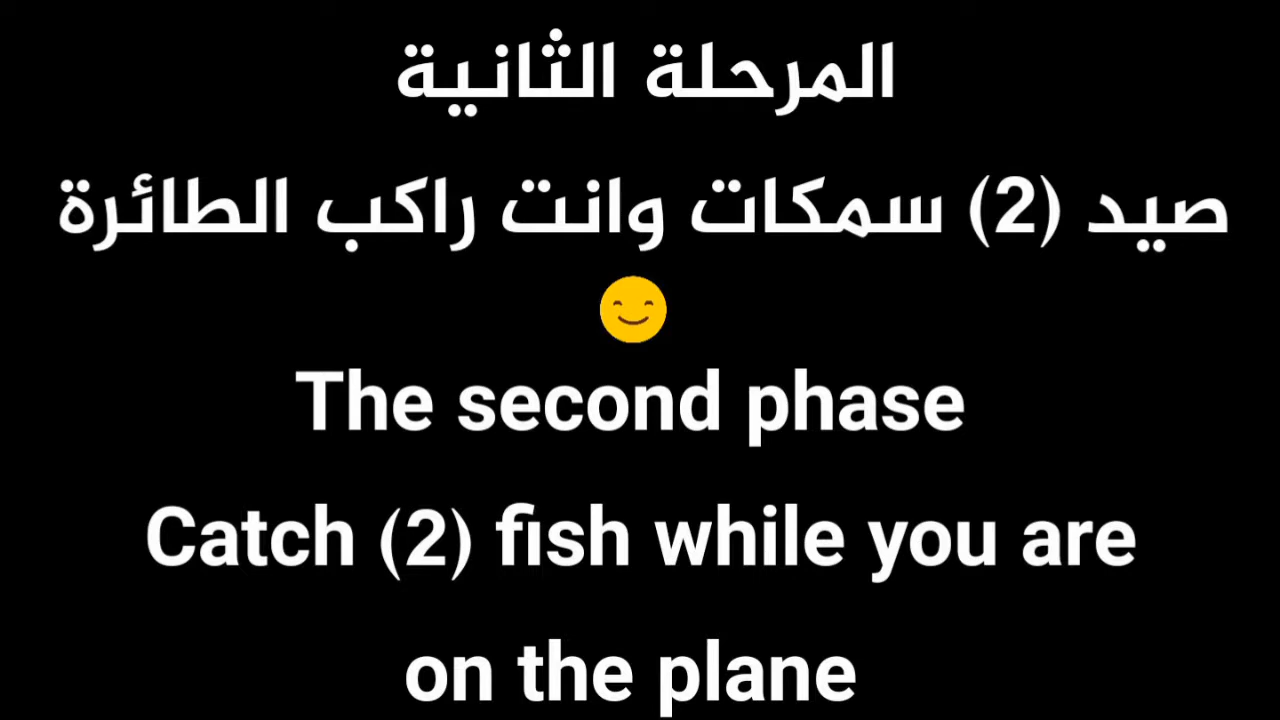 المرحلة الثانية
صيد (2) سمكات وانت راكب الطائرة
😊
The second phase
Catch (2) fish while you are
on the plane